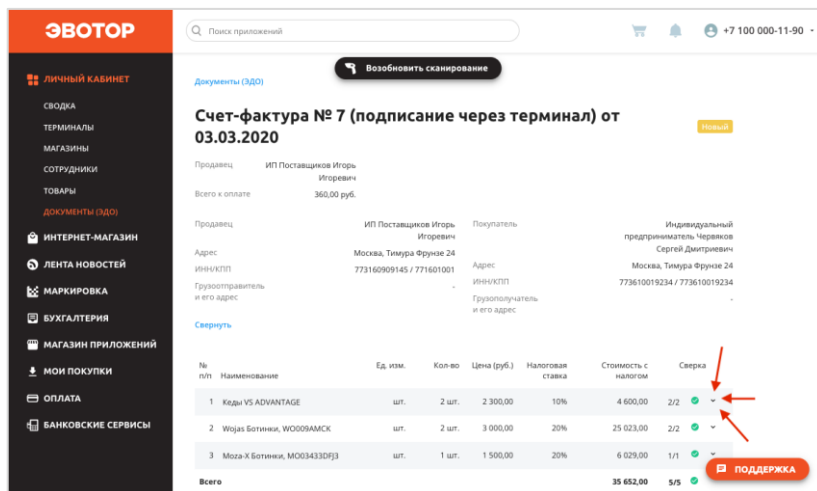 ЭВОТОР
Поиск приложений
+7 100 000-11-90
ЛИЧНЫЙ КАБИНЕТ
СВОДКА
ТЕРМИНАЛЫ
МАГАЗИНЫ
СОТРУДНИКИ
ТОВАРЫ
ДОКУМЕНТЫ (ЭДО)
ИНТЕРНЕТ-МАГАЗИН
ЛЕНТА НОВОСТЕЙ
МАРКИРОВКА
БУХГАЛТЕРИЯ
МАГАЗИН ПРИЛОЖЕНИЙ
МОИ ПОКУПКИ
ОПЛАТА
БАНКОВСКИЕ СЕРВИСЫ
Возобновить сканирование
Документы (ЭДО)
Счет-фактура № 7 (подписание через терминал) от
03.03.2020
Новый
Продавец ИП Поставщиков Игорь
Игоревич
Всего к оплате 360,00 руб.
Продавец ИП Поставщиков Игорь
Игоревич
Адрес Москва, Тимура Фрунзе 24
ИНН/КПП 773160909145 / 771601001
Грузоотправитель -
и его адрес
Покупатель Индивидуальный
предприниматель Червяков
Сергей Дмитриевич
Адрес Москва, Тимура Фрунзе 24
ИНН/КПП 773610019234 / 773610019234
Грузополучатель -
и его адрес
Свернуть
№ Ед. изм. Кол-во Цена (руб.) Налоговая Стоимость с Сверка
п/п Наименование ставка налогом
1 Кеды VS ADVANTAGE шт. 2 шт. 2 300,00 10% 4 600,00 2/2
2 Wojas Ботинки, WO009AMCK шт. 2 шт. 3 000,00 20% 25 023,00 2/2
3 Moza-X Ботинки, MO03433DFJ3 шт. 1 шт. 1 500,00 20% 6 029,00 1/1
Всего 35 652,00 5/5
ПОДДЕРЖКА